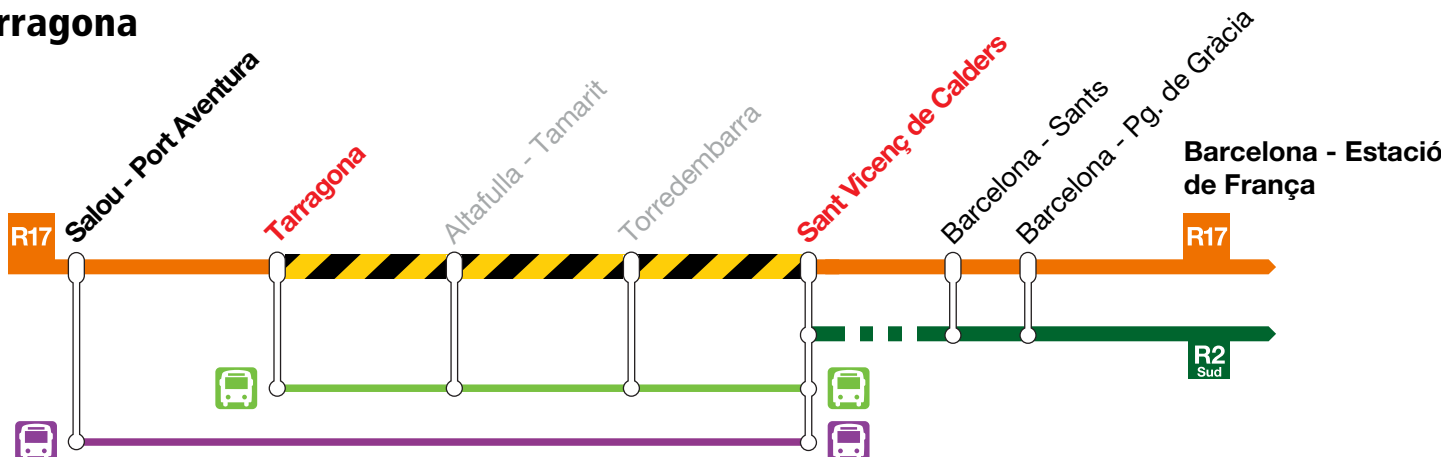 rragona
Salou - Port Aventura
Tarragona
Altafulla - Tamarit
Torredembarra
Sant Vicenç de Calders
Barcelona - Sants
Barcelona - Pg. de Gràcia
Barcelona - Estació
de França
R17
R17
R2
Sud